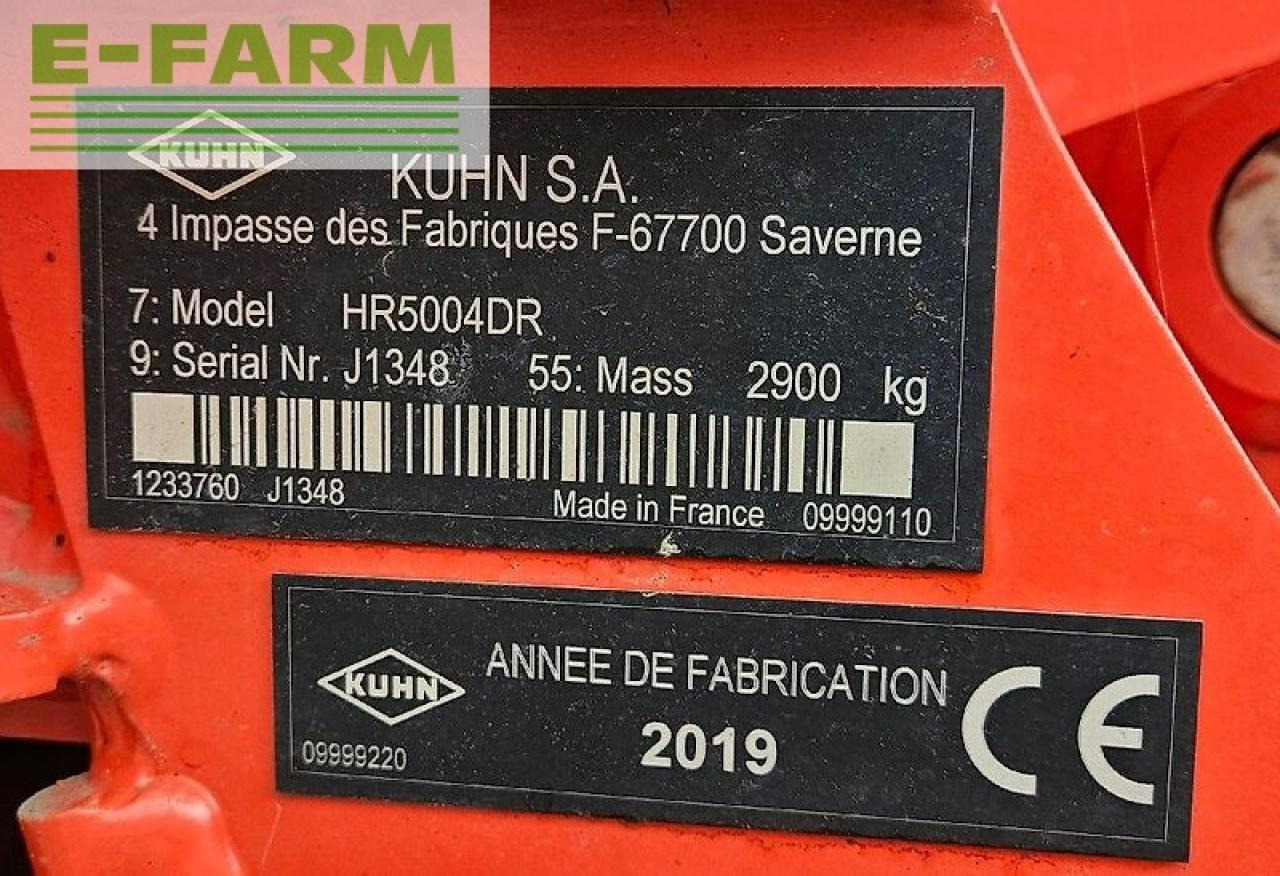 E-FARM
KUHN
KUHN S.A.
4 Impasse des Fabriques F-67700 Saverne
7: Model HR5004DR
9: Serial Nr. J1348 55: Mass 2900 kg
1233760 J1348 Made in France 09999110
ANNEE DE FABRICATION
KUHN
2019
09999220
CE